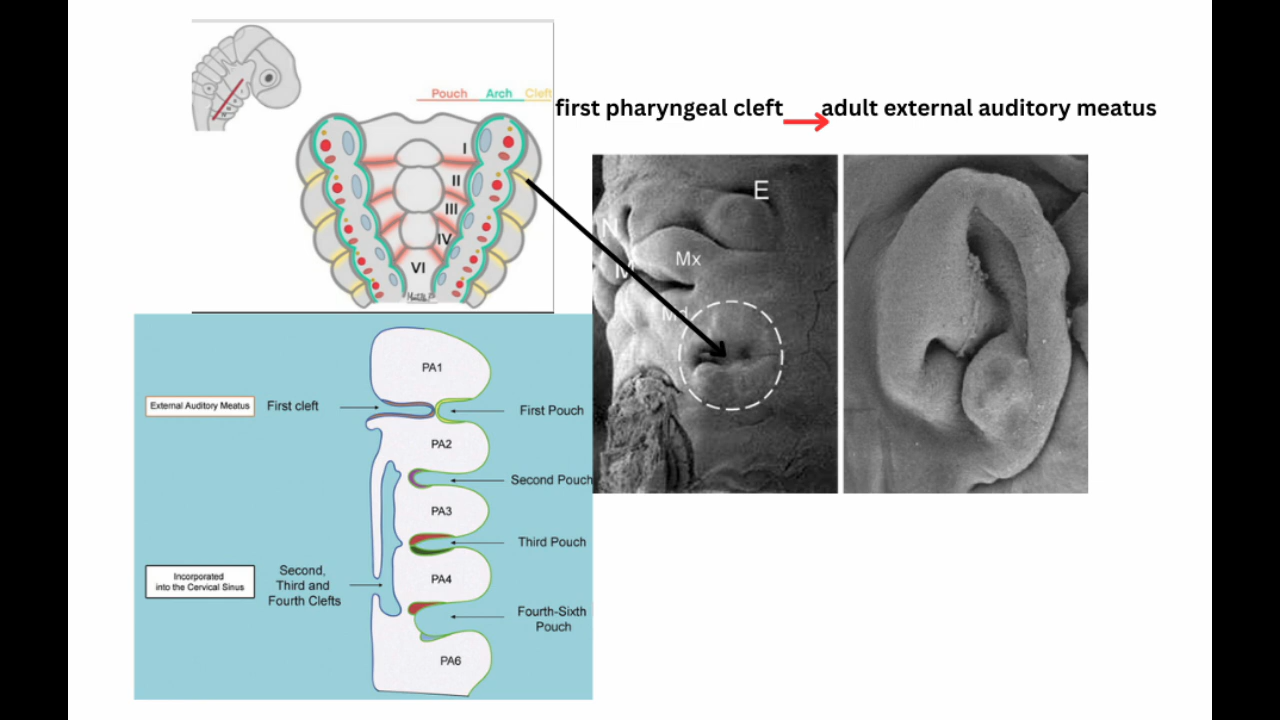 Pouch Arch Cleft
first pharyngeal cleft adult external auditory meatus
I
II
III
IV
VI
E
N
Mx
M
Md
PA1
External Auditory Meatus
First cleft
First Pouch
PA2
Second Pouch
PA3
Third Pouch
Incorporated
into the Cervical Sinus
Second,
Third and
Fourth Clefts
PA4
Fourth-Sixth
Pouch
PA6